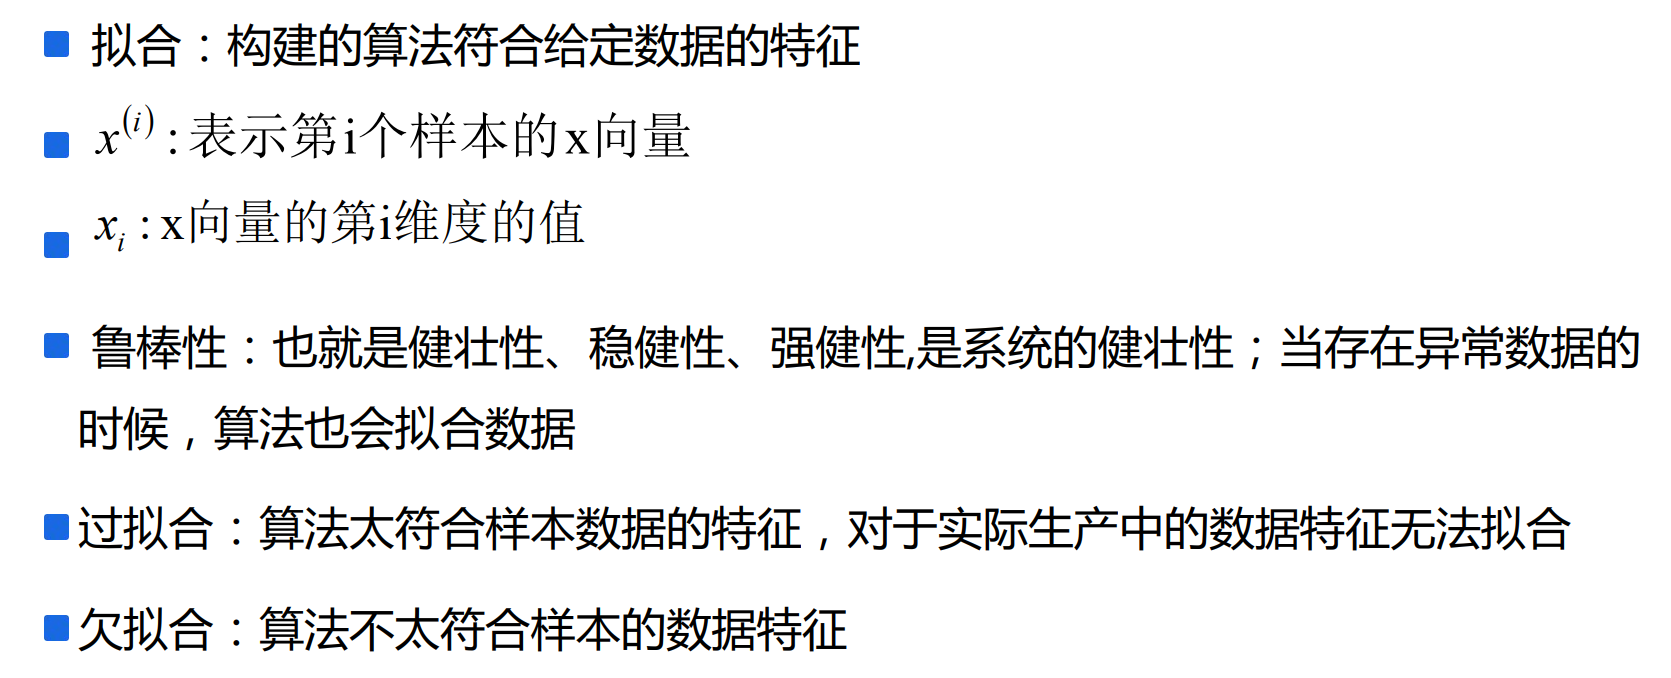 拟合：构建的算法符合给定数据的特征
x^(i) : 表示第i个样本的x向量
x_i : x向量的第i维度的值
鲁棒性：也就是健壮性、稳健性、强健性,是系统的健壮性；当存在异常数据的
时候，算法也会拟合数据
过拟合：算法太符合样本数据的特征，对于实际生产中的数据特征无法拟合
欠拟合：算法不太符合样本的数据特征